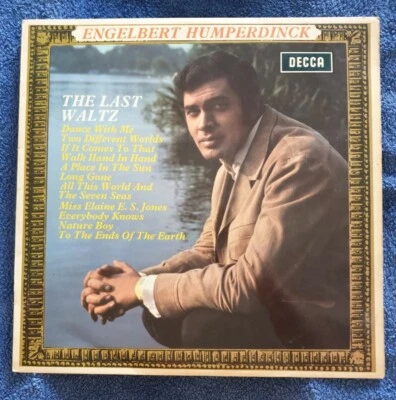 ENGELBERT HUMPERDINCK
DECCA
THE LAST
WALTZ
Dance With Me
Two Different Worlds
If It Comes To That
Walk Hand In Hand
A Place In The Sun
Long Gone
All This World And
The Seven Seas
Miss Elaine E. S. Jones
Everybody Knows
Nature Boy
To The Ends Of The Earth